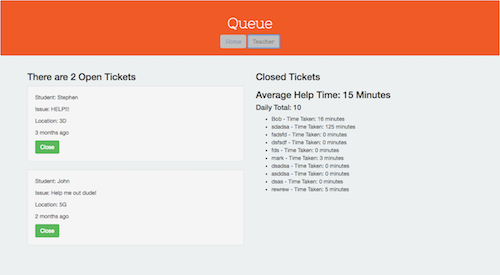 Queue
Home Teacher
There are 2 Open Tickets
Student: Stephen
Issue: HELP!!!
Location: 3D
3 months ago
Close
Student: John
Issue: Help me out dude!
Location: 5G
2 months ago
Close
Closed Tickets
Average Help Time: 15 Minutes
Daily Total: 10
Bob - Time Taken: 16 minutes
sdadsa - Time Taken: 125 minutes
fadsfd - Time Taken: 0 minutes
dsfsdf - Time Taken: 0 minutes
fds - Time Taken: 0 minutes
mark - Time Taken: 3 minutes
dsadsa - Time Taken: 0 minutes
asddsa - Time Taken: 0 minutes
dsas - Time Taken: 0 minutes
rewrew - Time Taken: 5 minutes